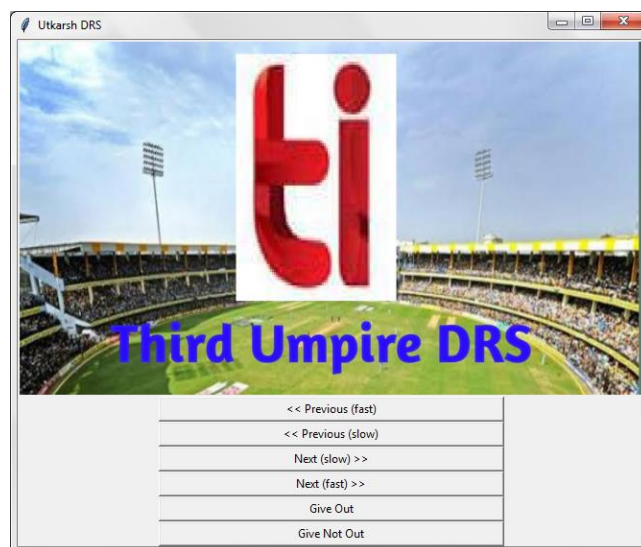 Utkarsh DRS
ti
Third Umpire DRS
<< Previous (fast)
<< Previous (slow)
Next (slow) >>
Next (fast) >>
Give Out
Give Not Out